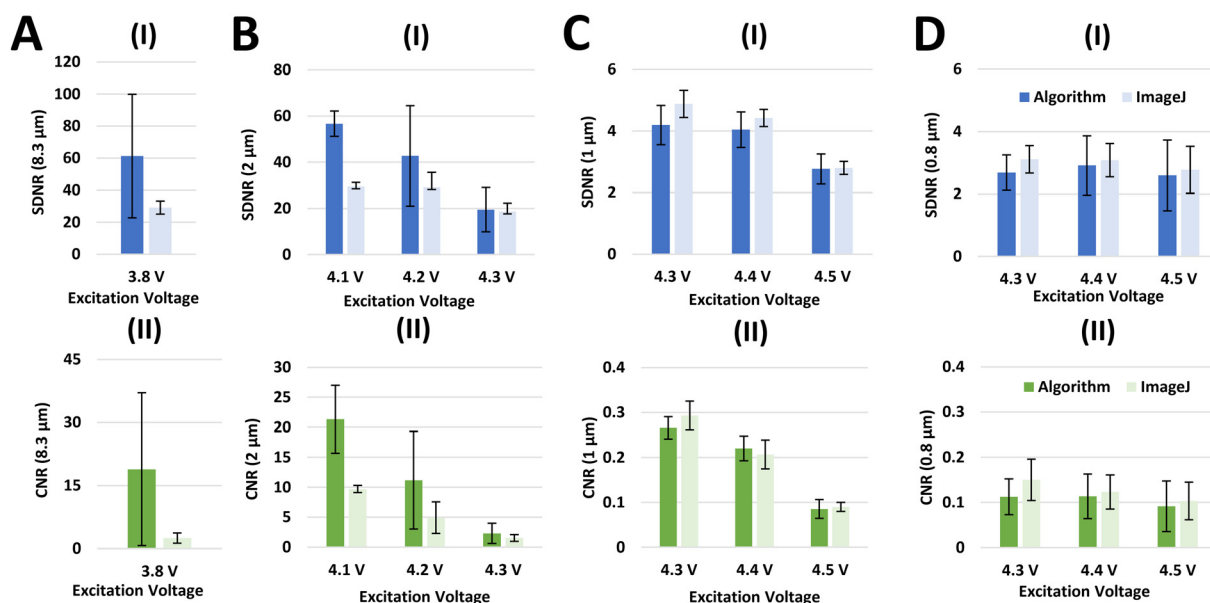 A
(I)
120
100
80
60
40
20
0
SDNR (8.3 µm)
3.8 V
Excitation Voltage
B
(I)
80
60
40
20
0
SDNR (2 µm)
4.1 V 4.2 V 4.3 V
Excitation Voltage
C
(I)
6
4
2
0
SDNR (1 µm)
4.3 V 4.4 V 4.5 V
Excitation Voltage
D
(I)
6
4
2
0
SDNR (0.8 µm)
Algorithm ImageJ
4.3 V 4.4 V 4.5 V
Excitation Voltage
(II)
45
30
15
0
CNR (8.3 µm)
3.8 V
Excitation Voltage
(II)
30
25
20
15
10
5
0
CNR (2 µm)
4.1 V 4.2 V 4.3 V
Excitation Voltage
(II)
0.4
0.3
0.2
0.1
0
CNR (1 µm)
4.3 V 4.4 V 4.5 V
Excitation Voltage
(II)
0.4
0.3
0.2
0.1
0
CNR (0.8 µm)
Algorithm ImageJ
4.3 V 4.4 V 4.5 V
Excitation Voltage